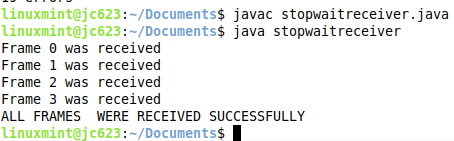 linuxmint@jc623:~/Documents$ javac stopwaitreceiver.java
linuxmint@jc623:~/Documents$ java stopwaitreceiver
Frame 0 was received
Frame 1 was received
Frame 2 was received
Frame 3 was received
ALL FRAMES  WERE RECEIVED SUCCESSFULLY
linuxmint@jc623:~/Documents$